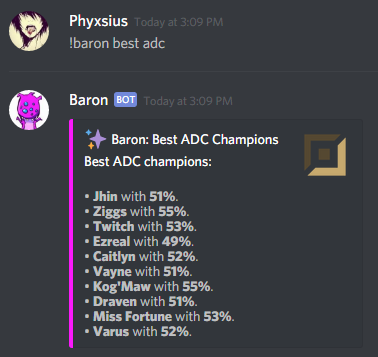 Phyxsius Today at 3:09 PM
!baron best adc
Baron BOT Today at 3:09 PM
Baron: Best ADC Champions
Best ADC champions:
• Jhin with 51%.
• Ziggs with 55%.
• Twitch with 53%.
• Ezreal with 49%.
• Caitlyn with 52%.
• Vayne with 51%.
• Kog'Maw with 55%.
• Draven with 51%.
• Miss Fortune with 53%.
• Varus with 52%.